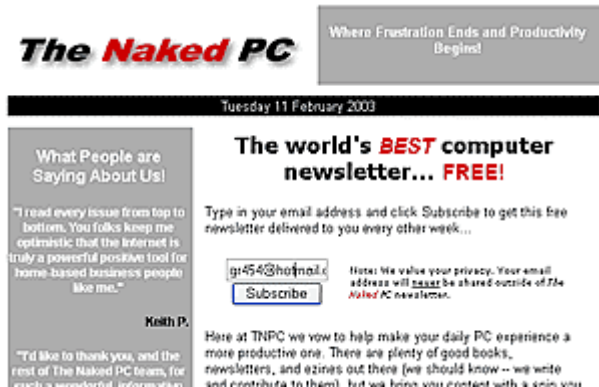 The Naked PC
Where Frustration Ends and Productivity
Begins!
Tuesday 11 February 2003
What People are
Saying About Us!
"I read every issue from top to
bottom. You folks keep me
optimistic that the Internet is
truly a powerful positive tool for
home-based business people
like me."
Keith P.
"I'd like to thank you, and the
rest of The Naked PC team, for
such a wonderful, informative
The world's BEST computer
newsletter... FREE!
Type in your email address and click Subscribe to get this free
newsletter delivered to you every other week...
gr454@hotmail.c
Subscribe
Note: We value your privacy. Your email
address will never be shared outside of The
Naked PC newsletter.
Here at TNPC we vow to help make your daily PC experience a
more productive one. There are plenty of good books,
newsletters, and ezines out there (we should know -- we write
and contribute to them), but we bring you content with a spin you